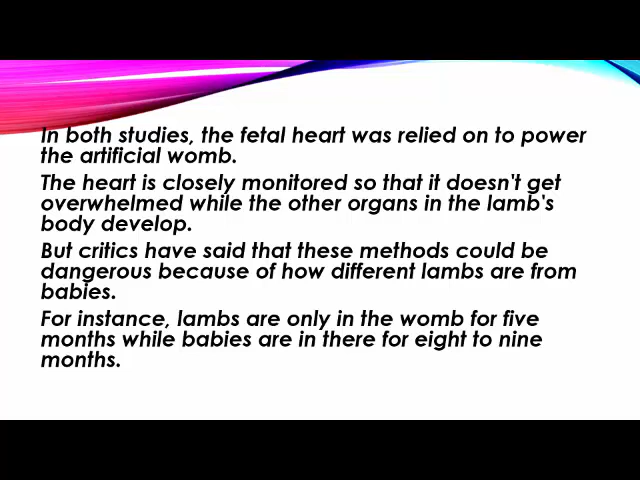 In both studies, the fetal heart was relied on to power
the artificial womb.
The heart is closely monitored so that it doesn't get
overwhelmed while the other organs in the lamb's
body develop.
But critics have said that these methods could be
dangerous because of how different lambs are from
babies.
For instance, lambs are only in the womb for five
months while babies are in there for eight to nine
months.